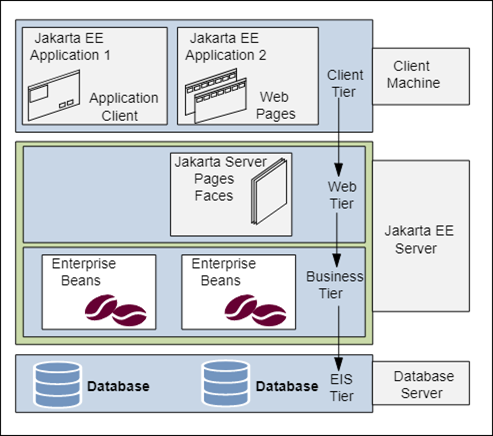 Jakarta EE
Application 1
Application
Client
Jakarta EE
Application 2
Web
Pages
Client
Tier
Client
Machine
Jakarta Server
Pages
Faces
Web
Tier
Jakarta EE
Server
Enterprise
Beans
Enterprise
Beans
Business
Tier
Database
Database
EIS
Tier
Database
Server